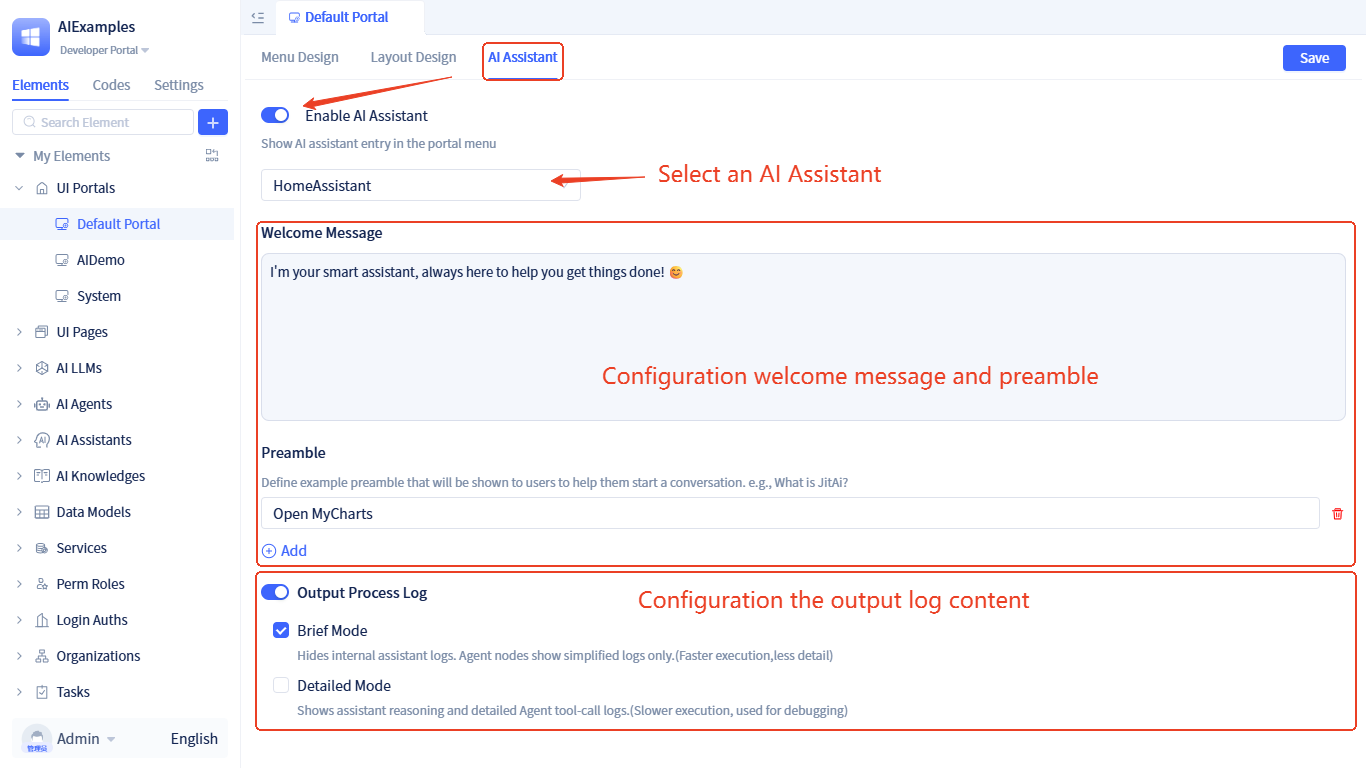 AIExamples
Developer Portal
Elements
Codes
Settings
Search Element
My Elements
UI Portals
Default Portal
AIDemo
System
UI Pages
AI LLMs
AI Agents
AI Assistants
AI Knowledges
Data Models
Services
Perm Roles
Login Auths
Organizations
Tasks
管理员
Admin
English
Default Portal
Menu Design
Layout Design
AI Assistant
Save
Enable AI Assistant
Show AI assistant entry in the portal menu
HomeAssistant
Select an AI Assistant
Welcome Message
I'm your smart assistant, always here to help you get things done! 😊
Configuration welcome message and preamble
Preamble
Define example preamble that will be shown to users to help them start a conversation. e.g., What is JitAi?
Open MyCharts
Add
Output Process Log
Configuration the output log content
Brief Mode
Hides internal assistant logs. Agent nodes show simplified logs only.(Faster execution,less detail)
Detailed Mode
Shows assistant reasoning and detailed Agent tool-call logs.(Slower execution, used for debugging)